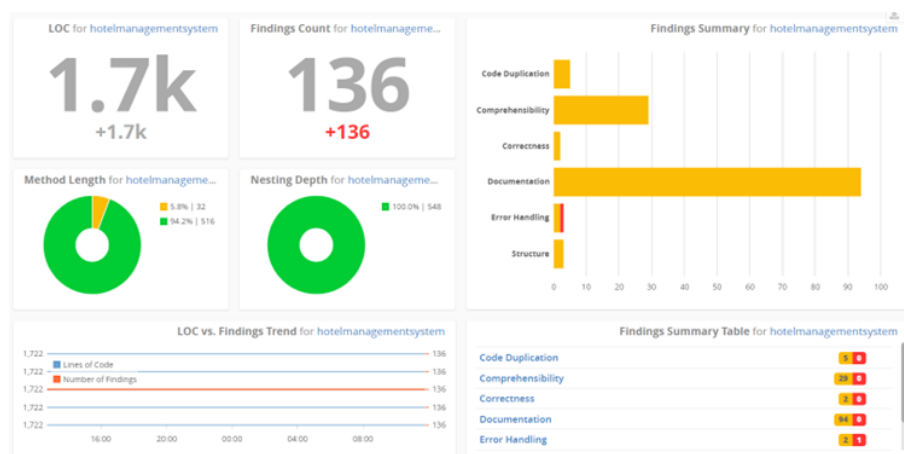 LOC for hotelmanagementsystem
1.7k
+1.7k
Findings Count for hotelmanageme...
136
+136
Findings Summary for hotelmanagementsystem
Code Duplication
Comprehensibility
Correctness
Documentation
Error Handling
Structure
0 10 20 30 40 50 60 70 80 90 100
Method Length for hotelmanageme...
5.8% | 32
94.2% | 516
Nesting Depth for hotelmanageme...
100.0% | 548
LOC vs. Findings Trend for hotelmanagementsystem
1,722 136
1,722 Lines of Code 136
1,722 Number of Findings 136
1,722 136
1,722 136
16:00 20:00 00:00 04:00 08:00
Findings Summary Table for hotelmanagementsystem
Code Duplication 5 0
Comprehensibility 29 0
Correctness 2 0
Documentation 94 0
Error Handling 2 1